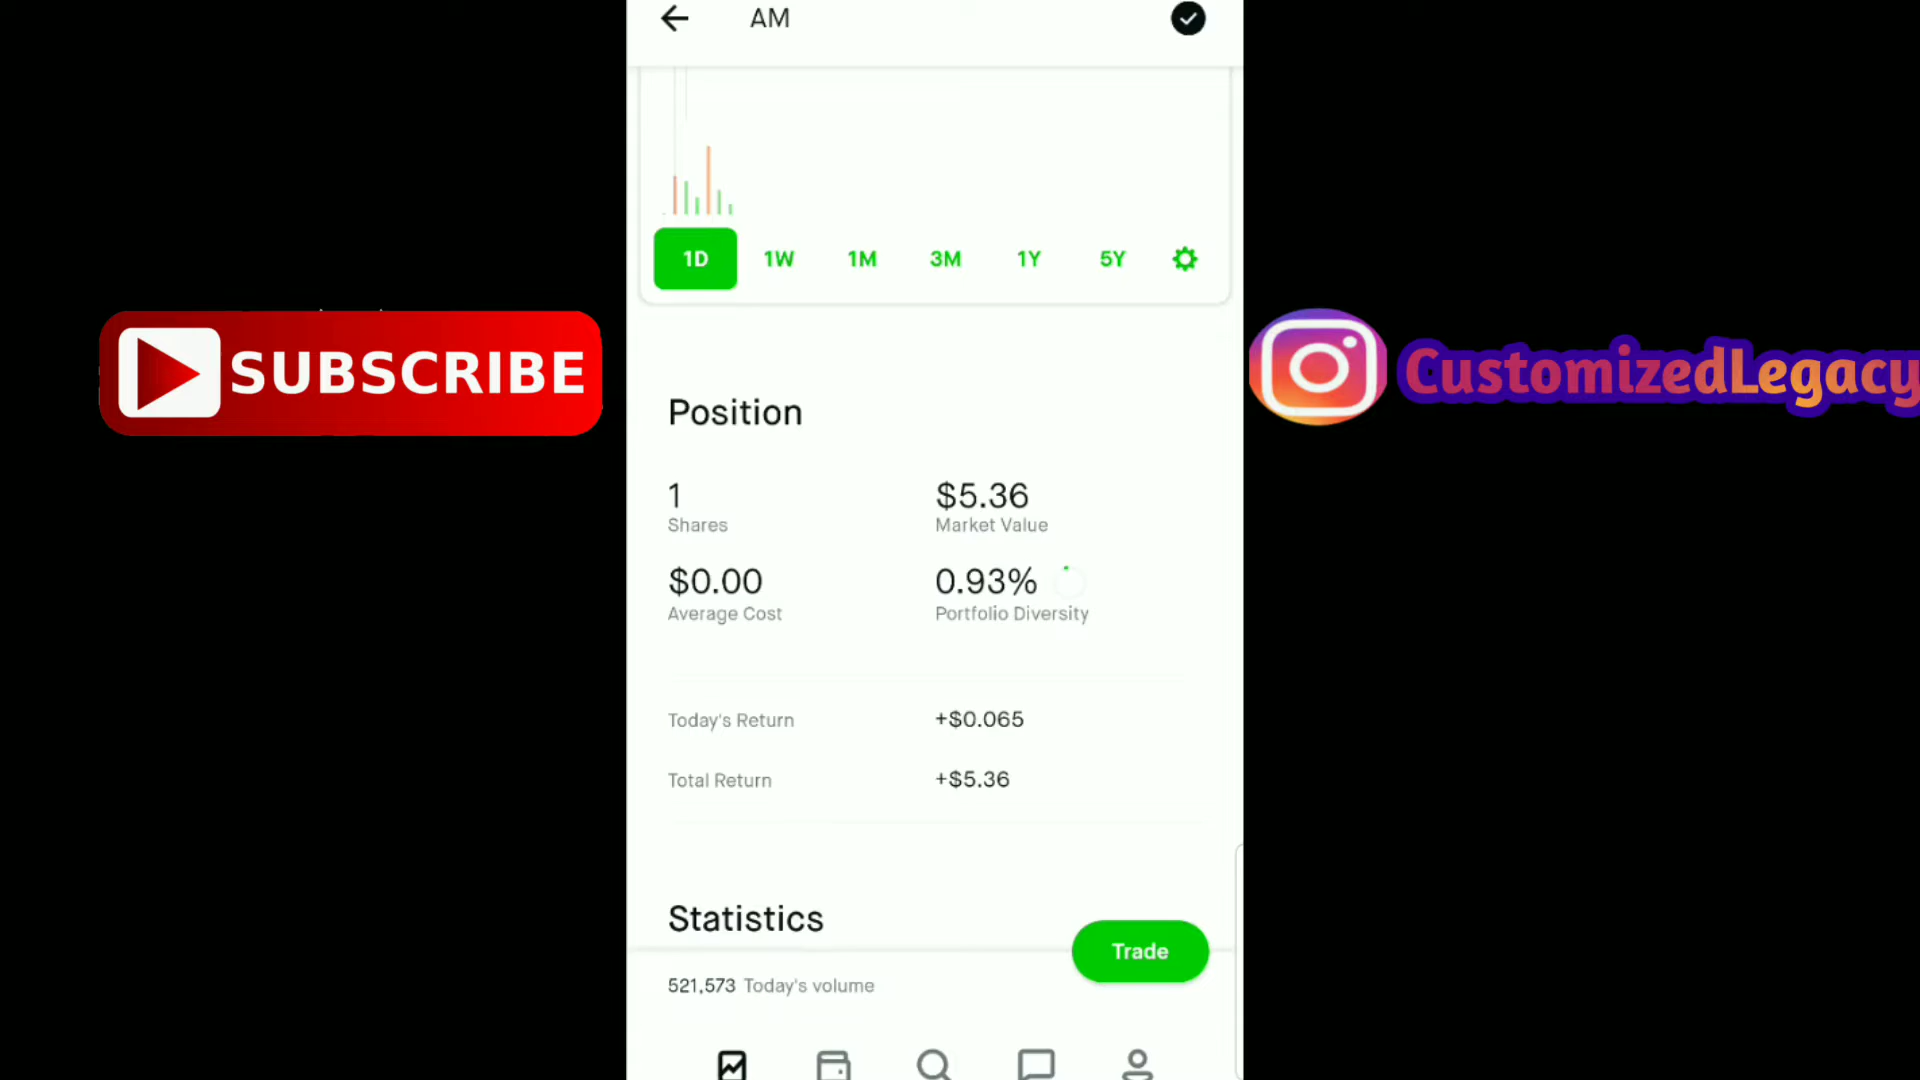 AM
1D 1W 1M 3M 1Y 5Y
SUBSCRIBE
CustomizedLegacy
Position
1 $5.36
Shares Market Value
$0.00 0.93%
Average Cost Portfolio Diversity
Today's Return +$0.065
Total Return +$5.36
Statistics
Trade
521,573 Today's volume